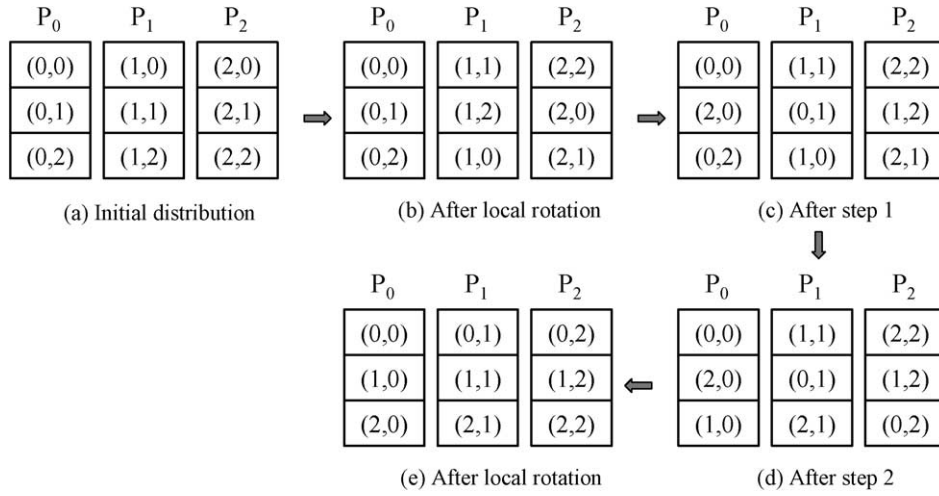 P₀ P₁ P₂ P₀ P₁ P₂ P₀ P₁ P₂
(0,0) (1,0) (2,0) (0,0) (1,1) (2,2) (0,0) (1,1) (2,2)
(0,1) (1,1) (2,1) (0,1) (1,2) (2,0) (2,0) (0,1) (1,2)
(0,2) (1,2) (2,2) (0,2) (1,0) (2,1) (0,2) (1,0) (2,1)
(a) Initial distribution (b) After local rotation (c) After step 1
P₀ P₁ P₂ P₀ P₁ P₂
(0,0) (0,1) (0,2) (0,0) (1,1) (2,2)
(1,0) (1,1) (1,2) (2,0) (0,1) (1,2)
(2,0) (2,1) (2,2) (1,0) (2,1) (0,2)
(e) After local rotation (d) After step 2